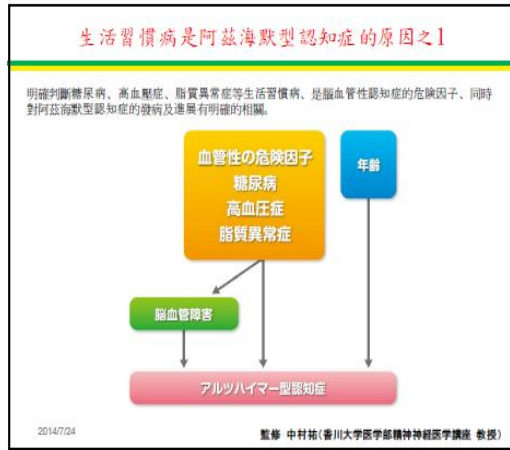 生活習慣病是阿茲海默型認知症的原因之1
明確判斷糖尿病、高血壓症、脂質異常症等生活習慣病、是腦血管性認知症的危險因子、同時
對阿茲海默型認知症的發病及進展有明確的相關。
血管性の危険因子
糖尿病
高血圧症
脂質異常症
年齢
脳血管障害
アルツハイマー型認知症
2014/7/24
監修 中村祐(香川大学医学部精神神経医学講座 教授)